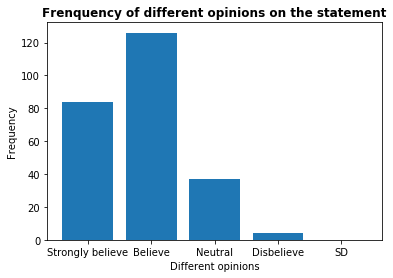 Frenquency of different opinions on the statement
120
100
80
60
40
20
0
Frequency
Strongly believe Believe Neutral Disbelieve SD
Different opinions